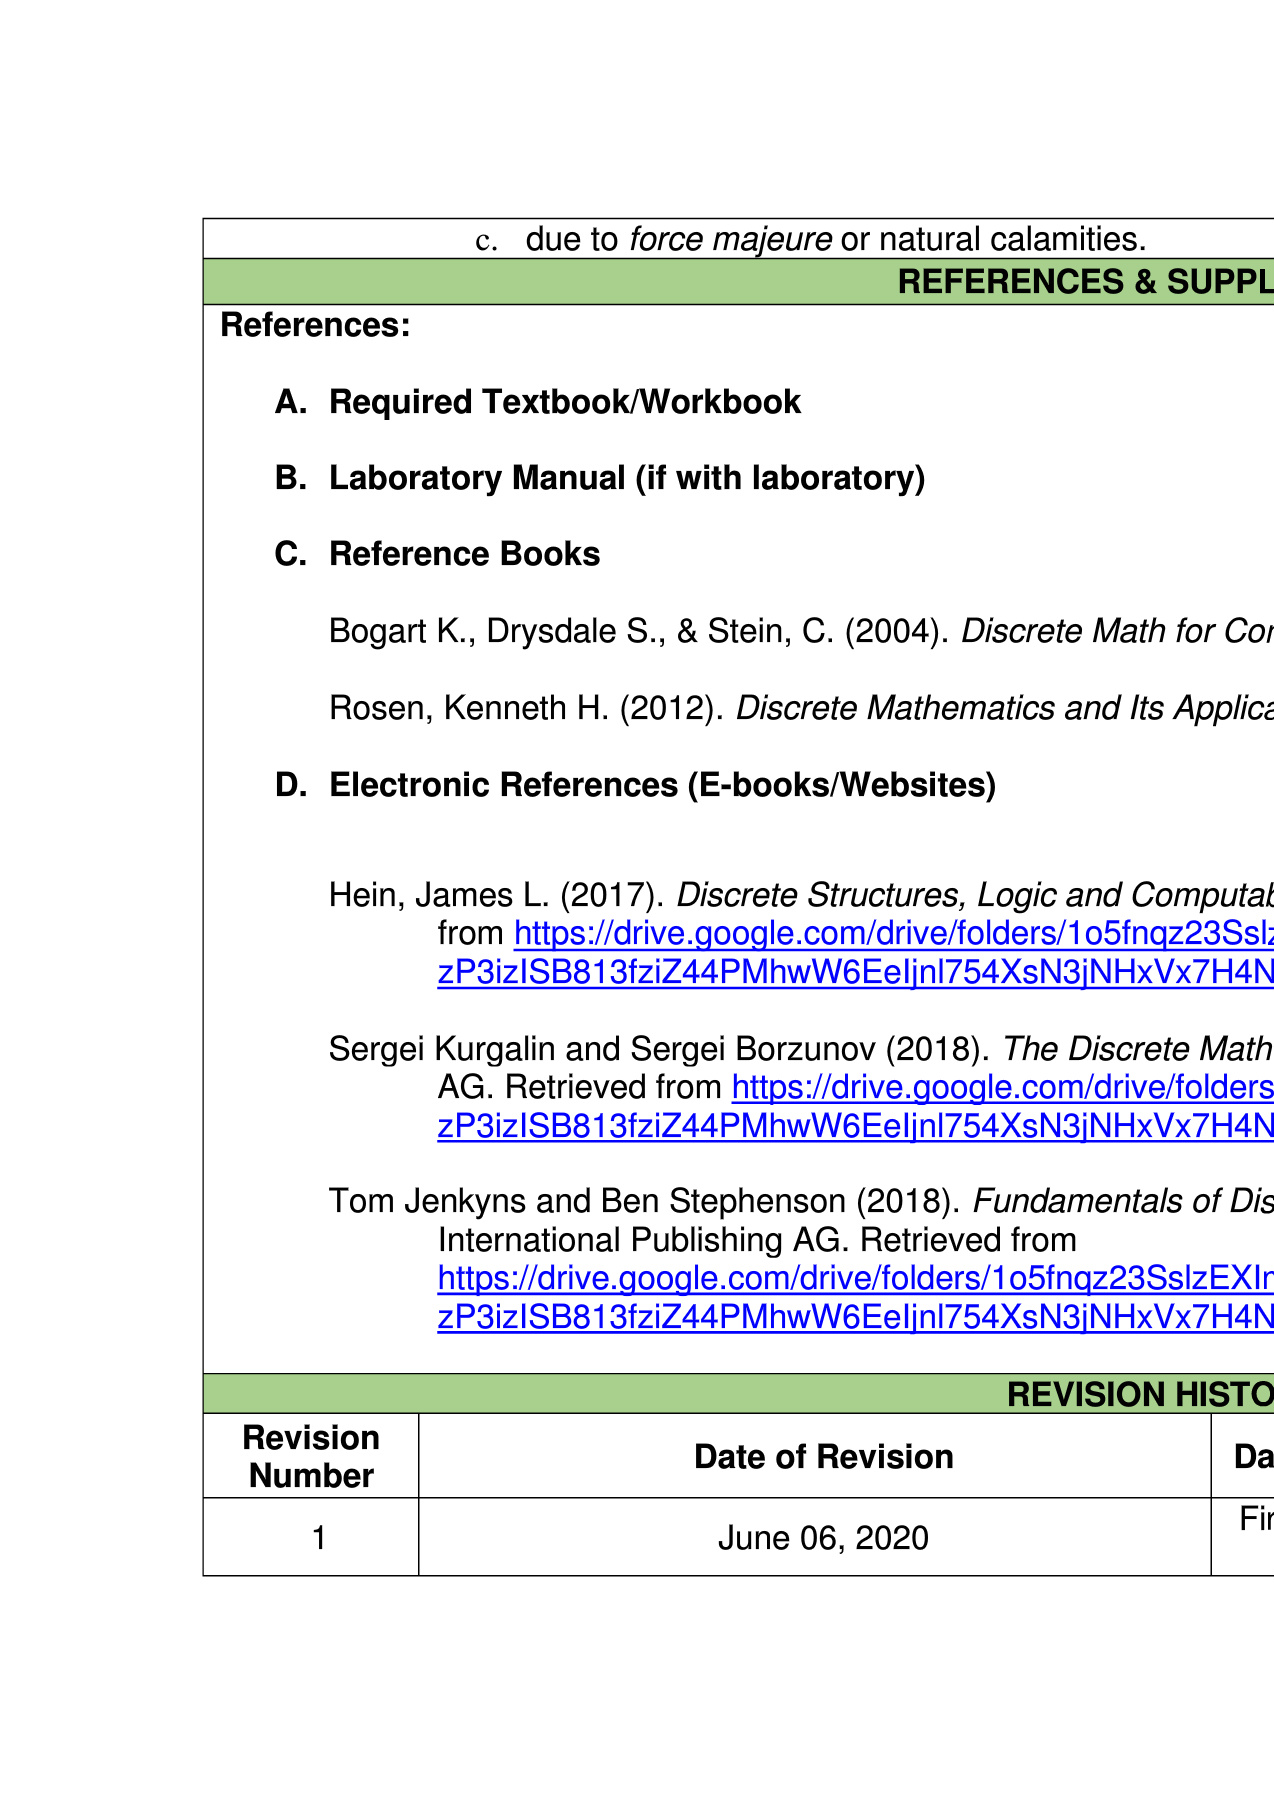 c. due to force majeure or natural calamities.
REFERENCES & SUPPL
References:
A. Required Textbook/Workbook
B. Laboratory Manual (if with laboratory)
C. Reference Books
Bogart K., Drysdale S., & Stein, C. (2004). Discrete Math for Con
Rosen, Kenneth H. (2012). Discrete Mathematics and Its Applica
D. Electronic References (E-books/Websites)
Hein, James L. (2017). Discrete Structures, Logic and Computab
from https://drive.google.com/drive/folders/1o5fnqz23Sslz
zP3izISB813fziZ44PMhwW6EeIjnl754XsN3jNHxVx7H4N
Sergei Kurgalin and Sergei Borzunov (2018). The Discrete Math
AG. Retrieved from https://drive.google.com/drive/folders
zP3izISB813fziZ44PMhwW6EeIjnl754XsN3jNHxVx7H4N
Tom Jenkyns and Ben Stephenson (2018). Fundamentals of Dis
International Publishing AG. Retrieved from
https://drive.google.com/drive/folders/1o5fnqz23SslzEXIn
zP3izISB813fziZ44PMhwW6EeIjnl754XsN3jNHxVx7H4N
REVISION HISTO
Revision
Number
Date of Revision
Da
1
June 06, 2020
Fir